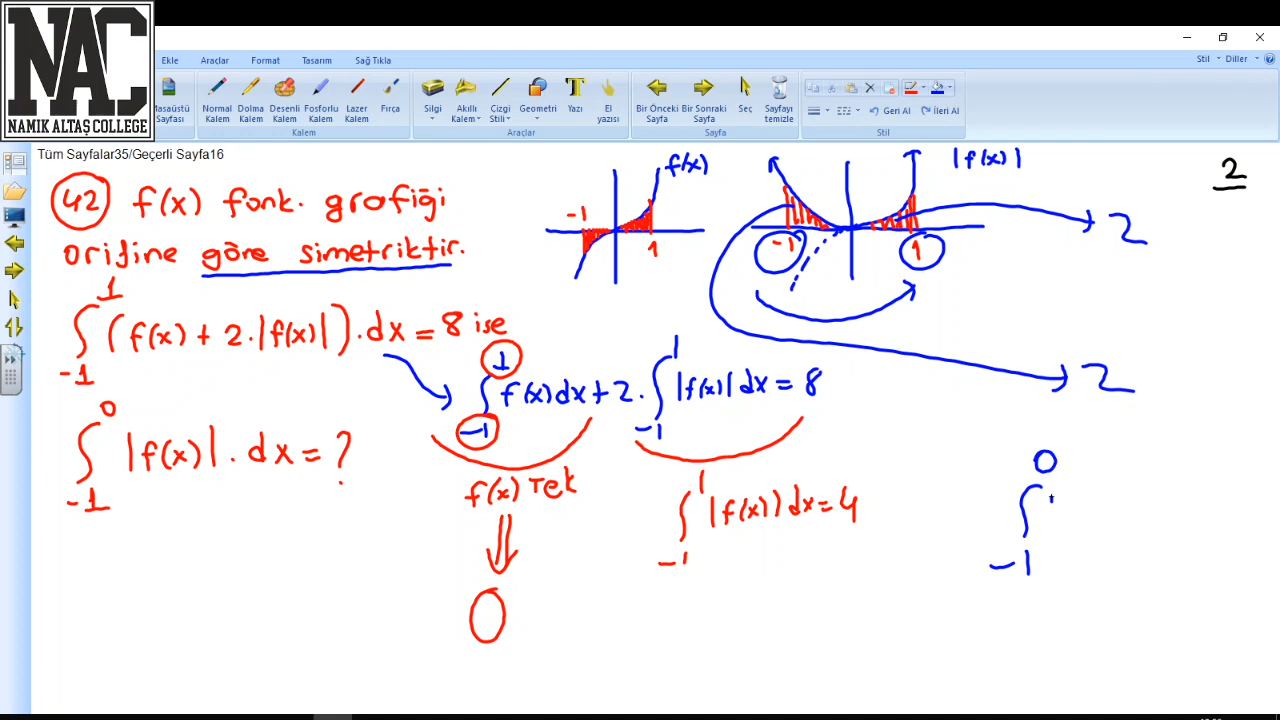 NAC
NAMIK ALTAŞ COLLEGE
Ekle Araçlar Format Tasarım Sağ Tıkla
Stil Diller
Masaüstü Sayfası
Normal Kalem
Dolma Kalem
Desenli Kalem
Fosforlu Kalem
Lazer Kalem
Fırça
Silgi
Akıllı Kalem
Çizgi Stili
Geometri
Yazı
El yazısı
Bir Önceki Sayfa
Bir Sonraki Sayfa
Seç
Sayfayı temizle
Geri Al
İleri Al
Kalem Araçlar Sayfa Stil
Tüm Sayfalar35/Geçerli Sayfa16
42 f(x) fonk. grafiği
orijine göre simetriktir.
∫_{-1}^{1} (f(x) + 2.|f(x)|).dx = 8 ise
∫_{-1}^{0} |f(x)|.dx = ?
f(x)
-1 1
|f(x)|
-1 1
2
2
2
∫_{-1}^{1} f(x)dx + 2.∫_{-1}^{1} |f(x)|dx = 8
f(x) Tek
0
∫_{-1}^{1} |f(x)|dx = 4
∫_{-1}^{0}